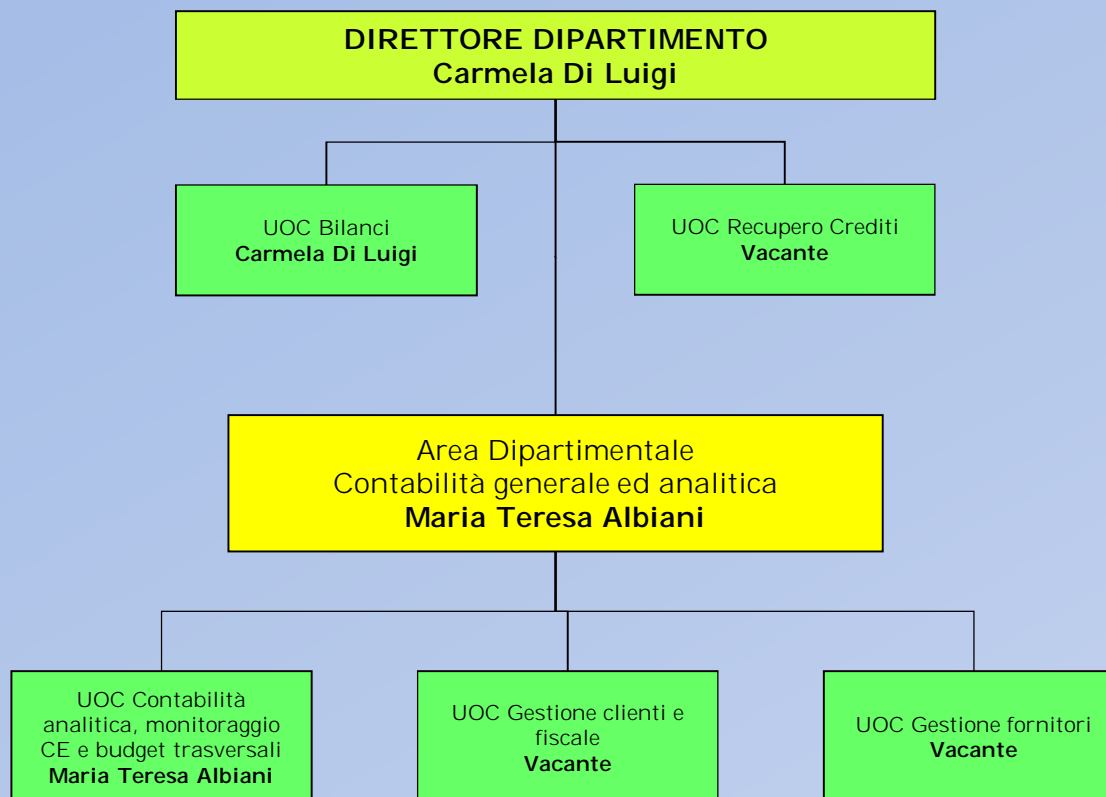 DIRETTORE DIPARTIMENTO
Carmela Di Luigi
UOC Bilanci
Carmela Di Luigi
UOC Recupero Crediti
Vacante
Area Dipartimentale
Contabilità generale ed analitica
Maria Teresa Albiani
UOC Contabilità
analitica, monitoraggio
CE e budget trasversali
Maria Teresa Albiani
UOC Gestione clienti e
fiscale
Vacante
UOC Gestione fornitori
Vacante